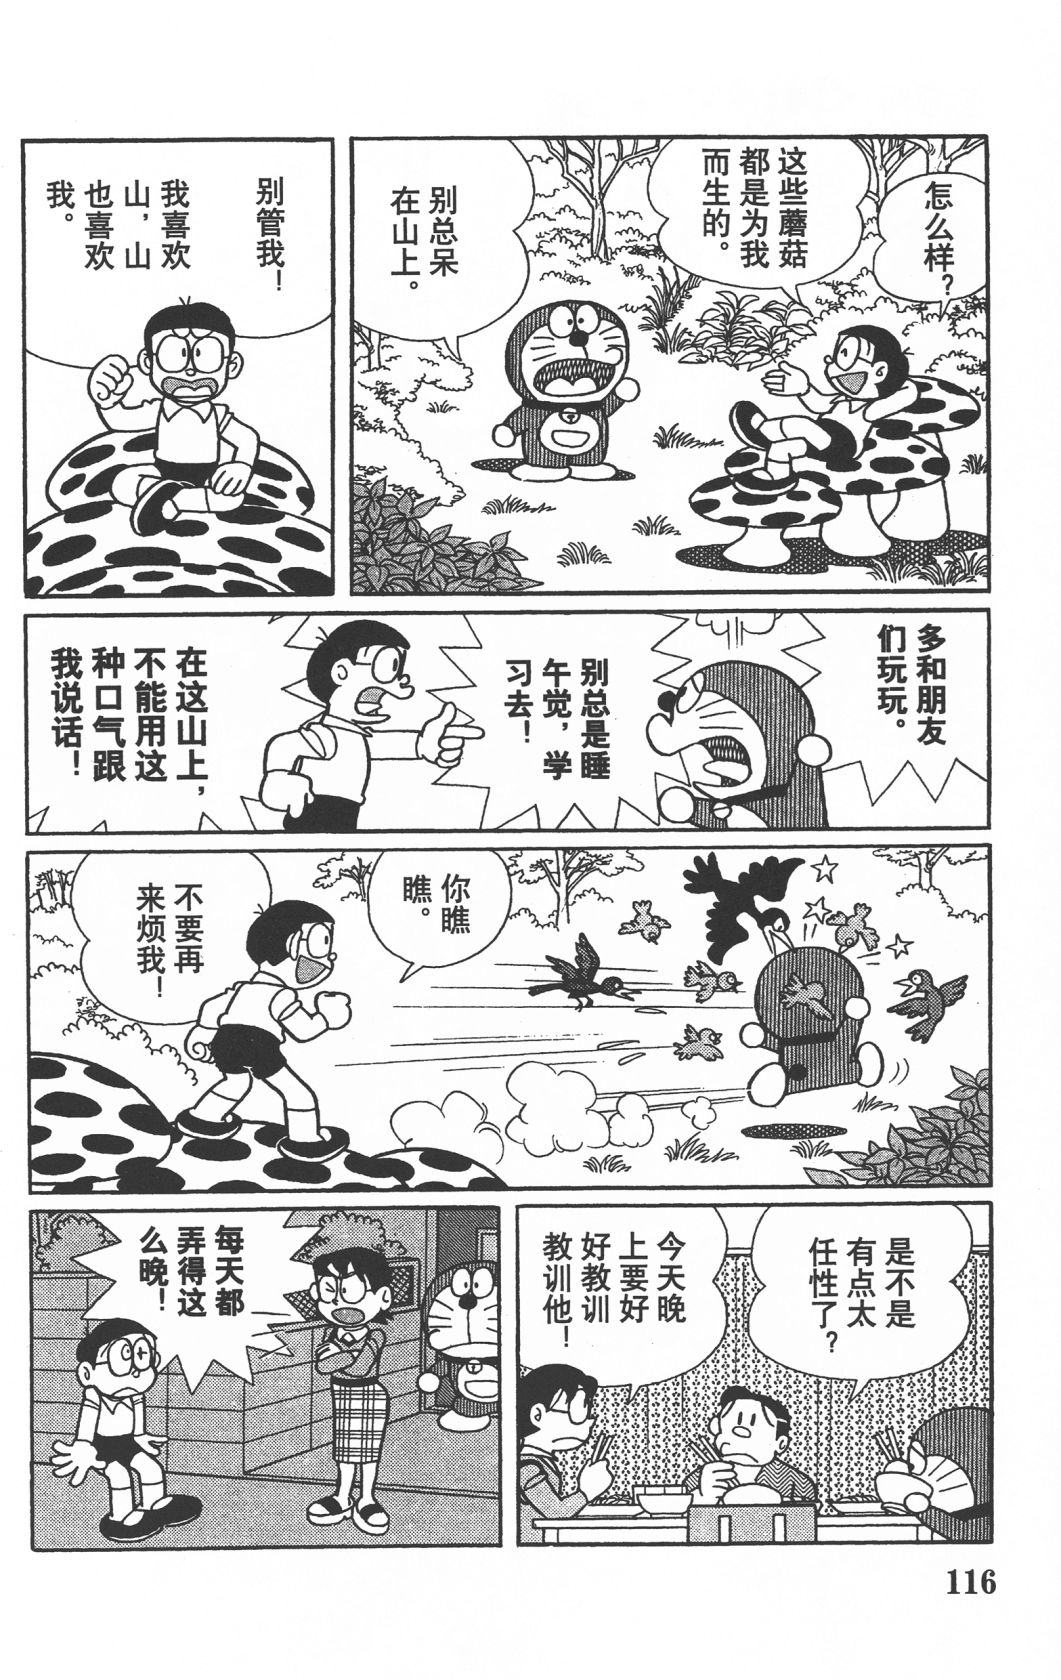 怎么样？
这些蘑菇
都是为我
而生的。
别总呆
在山上。
别管我！
我喜欢
山，山
也喜欢
我。
多和朋友
们玩玩。
别总是睡
午觉，学
习去！
在这山上，
不能用这
种口气跟
我说话！
你瞧
瞧。
不要再
来烦我！
是不是
有点太
任性了？
今天晚
上要好
好教训
教训他！
每天都
弄得这
么晚！
116